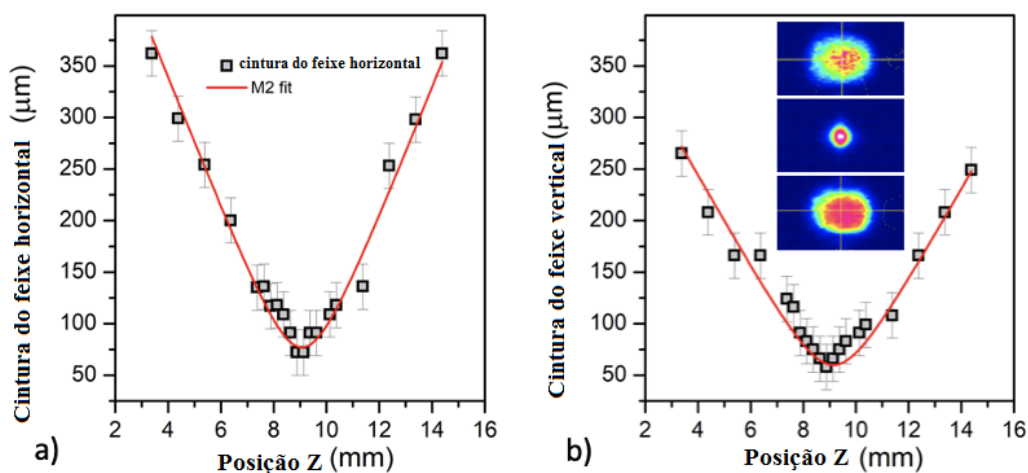 Cintura do feixe horizontal (μm)
350
300
250
200
150
100
50
cintura do feixe horizontal
M2 fit
2 4 6 8 10 12 14 16
a)
Posição Z (mm)
Cintura do feixe vertical (μm)
350
300
250
200
150
100
50
2 4 6 8 10 12 14 16
b)
Posição Z (mm)